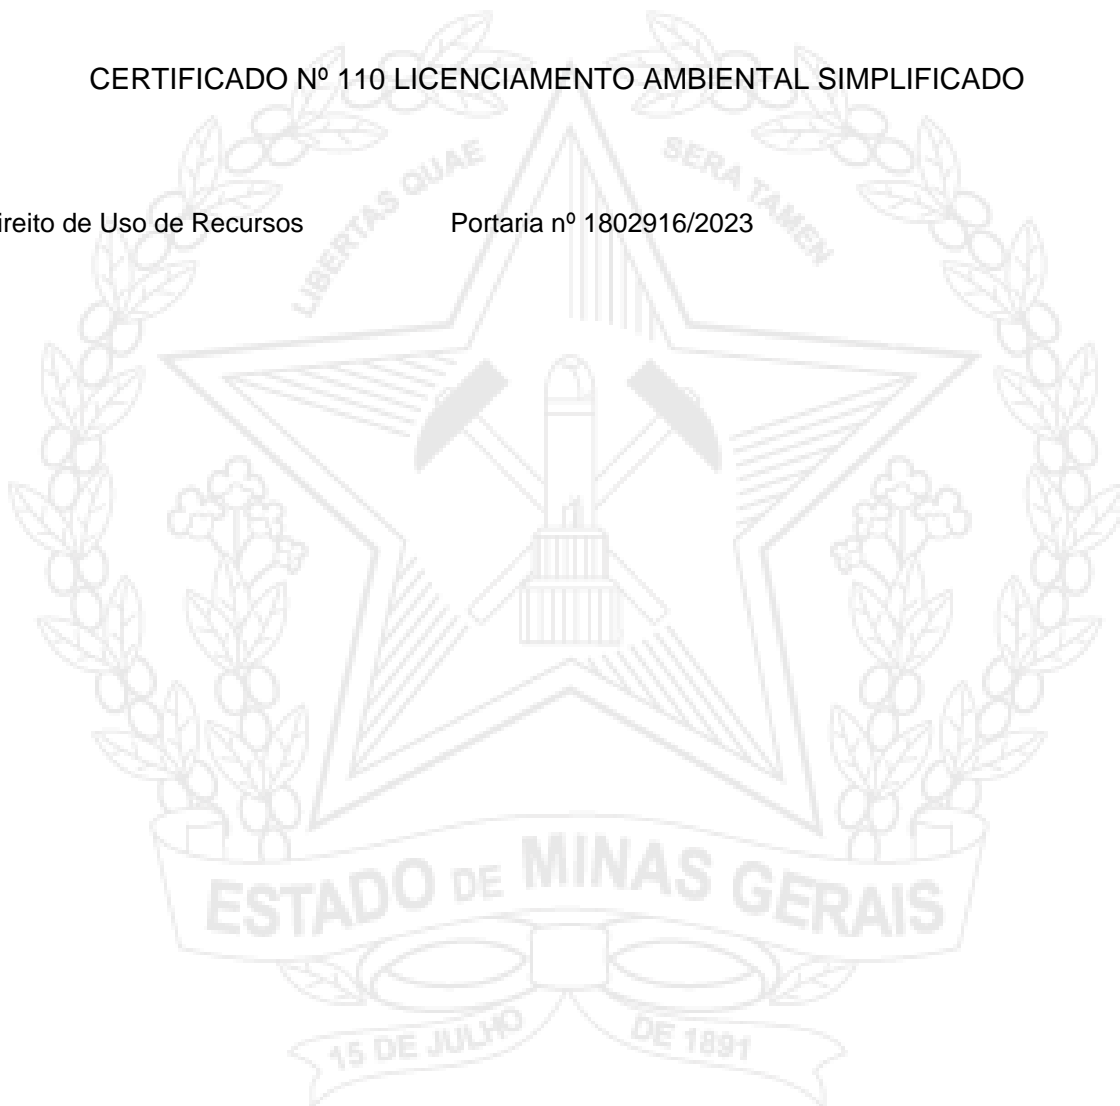 CERTIFICADO Nº 110 LICENCIAMENTO AMBIENTAL SIMPLIFICADO
LIBERTAS QUAE SERA TAMEN
ireito de Uso de Recursos Portaria nº 1802916/2023
ESTADO DE MINAS GERAIS
15 DE JULHO DE 1891